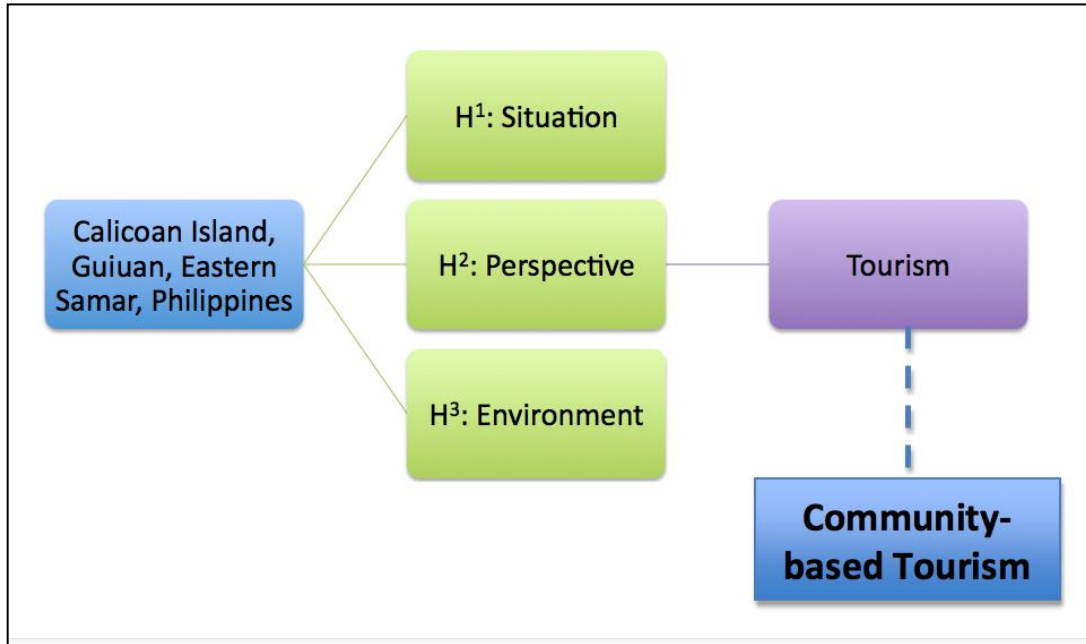 H¹: Situation
Calicoan Island,
Guiuan, Eastern
Samar, Philippines
H²: Perspective
Tourism
H³: Environment
Community-
based Tourism